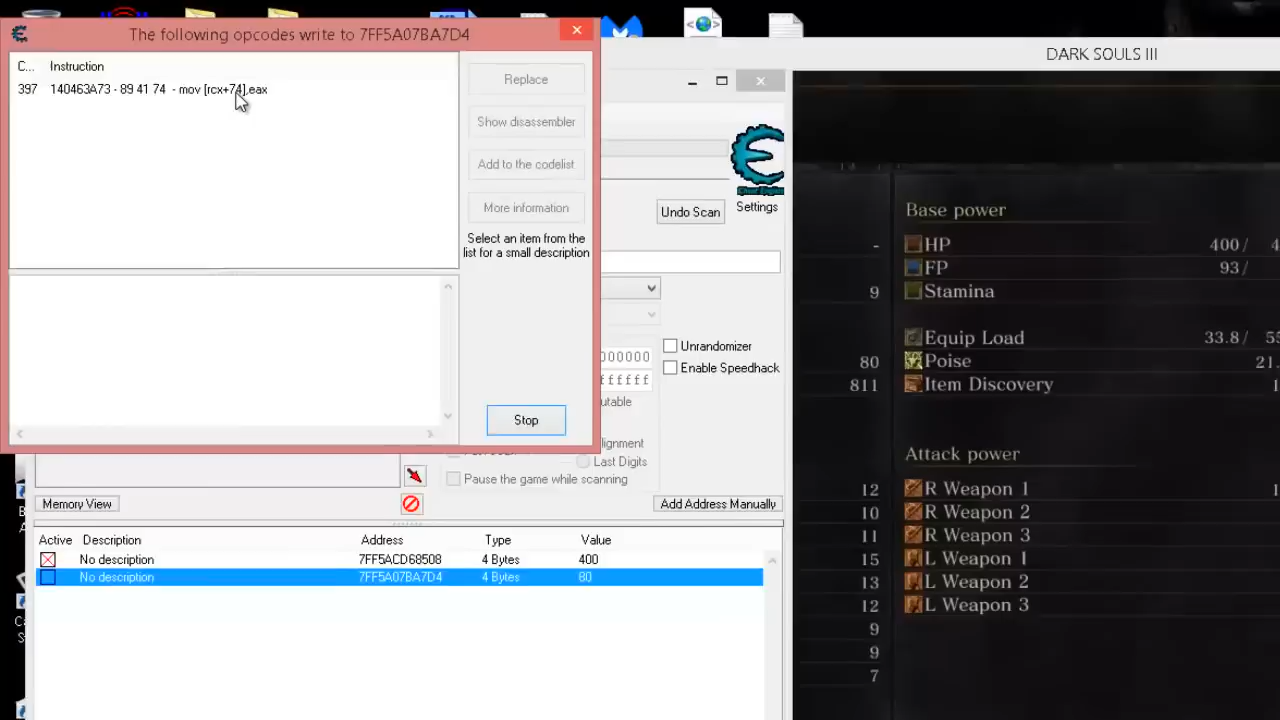 The following opcodes write to 7FF5A07BA7D4
C... Instruction
397 140463A73 - 89 41 74 - mov [rcx+74],eax
Replace
Show disassembler
Add to the codelist
More information
Select an item from the
list for a small description
Stop
Undo Scan
Settings
Unrandomizer
Enable Speedhack
Last Digits
Pause the game while scanning
Memory View
Add Address Manually
Active Description Address Type Value
No description 7FF5ACD68508 4 Bytes 400
No description 7FF5A07BA7D4 4 Bytes 80
DARK SOULS III
Base power
- HP 400/
FP 93/
9 Stamina
Equip Load 33.8/
80 Poise 21.
811 Item Discovery
Attack power
12 R Weapon 1
10 R Weapon 2
11 R Weapon 3
15 L Weapon 1
13 L Weapon 2
12 L Weapon 3
9
9
7